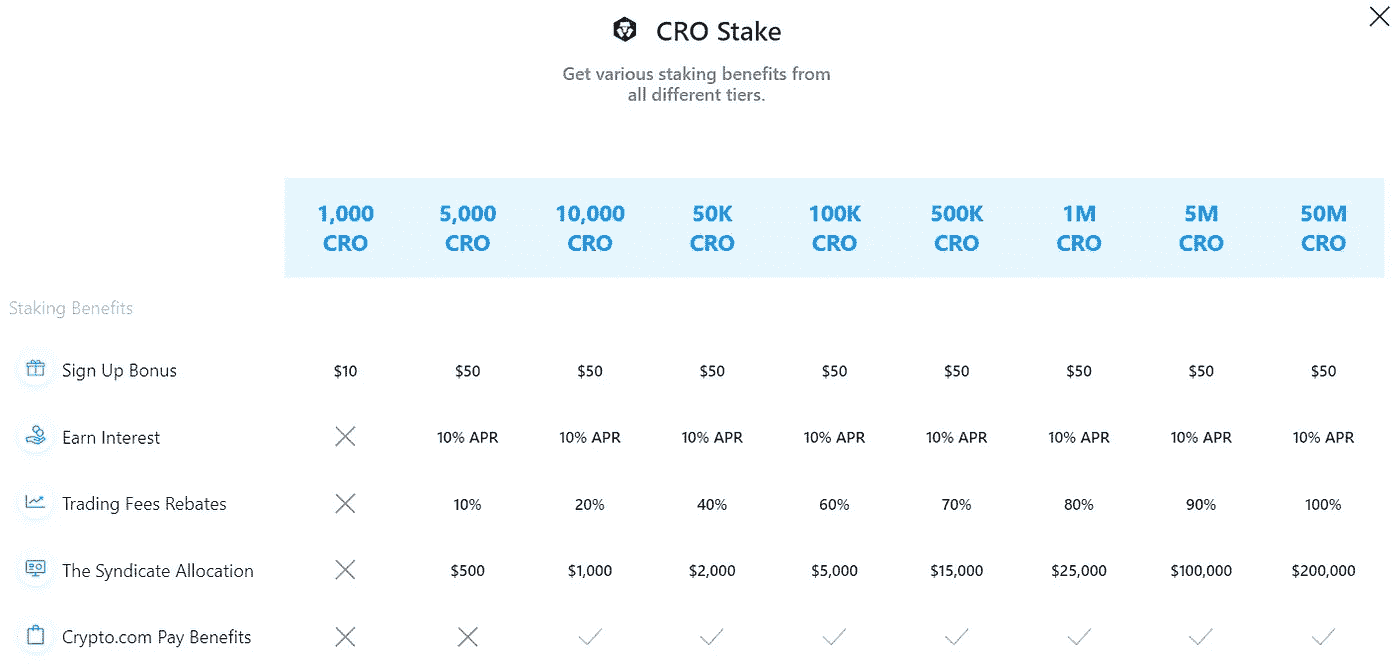 CRO Stake
Get various staking benefits from
all different tiers.
1,000 5,000 10,000 50K 100K 500K 1M 5M 50M
CRO CRO CRO CRO CRO CRO CRO CRO CRO
Staking Benefits
Sign Up Bonus $10 $50 $50 $50 $50 $50 $50 $50 $50
Earn Interest 10% APR 10% APR 10% APR 10% APR 10% APR 10% APR 10% APR 10% APR
Trading Fees Rebates 10% 20% 40% 60% 70% 80% 90% 100%
The Syndicate Allocation $500 $1,000 $2,000 $5,000 $15,000 $25,000 $100,000 $200,000
Crypto.com Pay Benefits